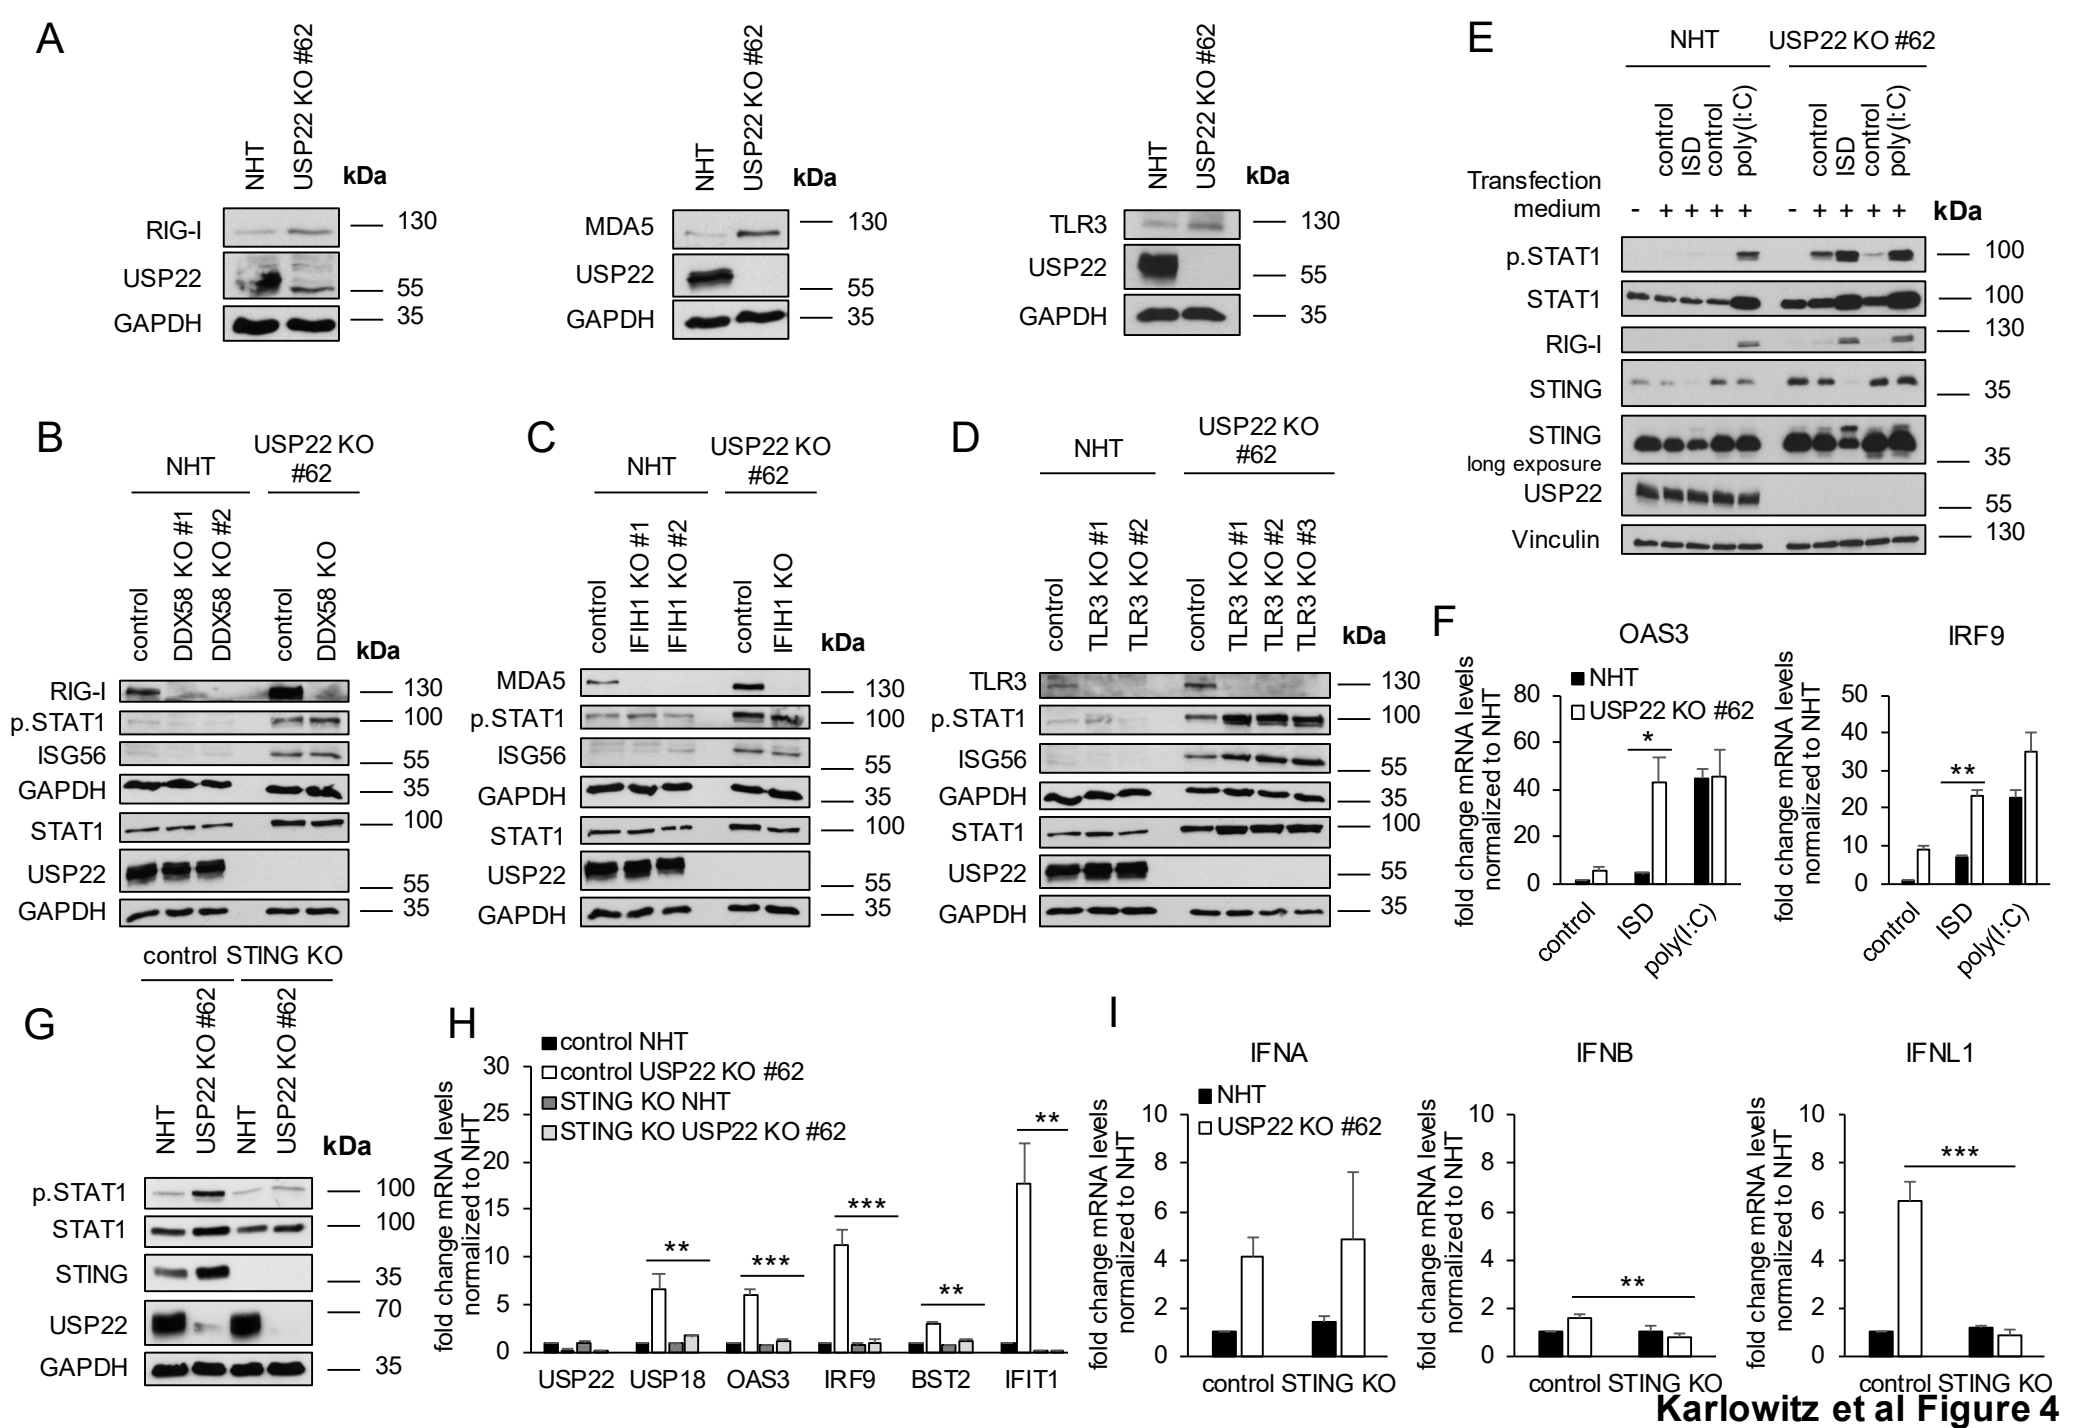 A
NHT
USP22 KO #62
kDa
RIG-I
130
USP22
55
GAPDH
35
NHT
USP22 KO #62
kDa
MDA5
130
USP22
55
GAPDH
35
NHT
USP22 KO #62
kDa
TLR3
130
USP22
55
GAPDH
35
B
NHT
USP22 KO
#62
control
DDX58 KO #1
DDX58 KO #2
control
DDX58 KO
kDa
RIG-I
130
p.STAT1
100
ISG56
55
GAPDH
35
STAT1
100
USP22
55
GAPDH
35
C
NHT
USP22 KO
#62
control
IFIH1 KO #1
IFIH1 KO #2
control
IFIH1 KO
kDa
MDA5
130
p.STAT1
100
ISG56
55
GAPDH
35
STAT1
100
USP22
55
GAPDH
35
D
NHT
USP22 KO
#62
control
TLR3 KO #1
TLR3 KO #2
control
TLR3 KO #1
TLR3 KO #2
TLR3 KO #3
kDa
TLR3
130
p.STAT1
100
ISG56
55
GAPDH
35
STAT1
100
USP22
55
GAPDH
35
E
NHT
USP22 KO #62
control
ISD
control
poly(I:C)
control
ISD
control
poly(I:C)
Transfection
medium
- + + + + - + + + +
kDa
p.STAT1
100
STAT1
100
RIG-I
130
STING
35
STING
long exposure
35
USP22
55
Vinculin
130
F
OAS3
fold change mRNA levels
normalized to NHT
NHT
USP22 KO #62
80
60
40
20
0
*
control
ISD
poly(I:C)
IRF9
fold change mRNA levels
normalized to NHT
50
40
30
20
10
0
**
control
ISD
poly(I:C)
G
control STING KO
NHT
USP22 KO #62
NHT
USP22 KO #62
kDa
p.STAT1
100
STAT1
100
STING
35
USP22
70
GAPDH
35
H
control NHT
control USP22 KO #62
STING KO NHT
STING KO USP22 KO #62
fold change mRNA levels
normalized to NHT
30
25
20
15
10
5
0
**
***
***
**
**
USP22 USP18 OAS3 IRF9 BST2 IFIT1
I
IFNA
NHT
USP22 KO #62
fold change mRNA levels
normalized to NHT
10
8
6
4
2
0
control STING KO
IFNB
fold change mRNA levels
normalized to NHT
10
8
6
4
2
0
**
control STING KO
IFNL1
fold change mRNA levels
normalized to NHT
10
8
6
4
2
0
***
control STING KO
Karlowitz et al Figure 4